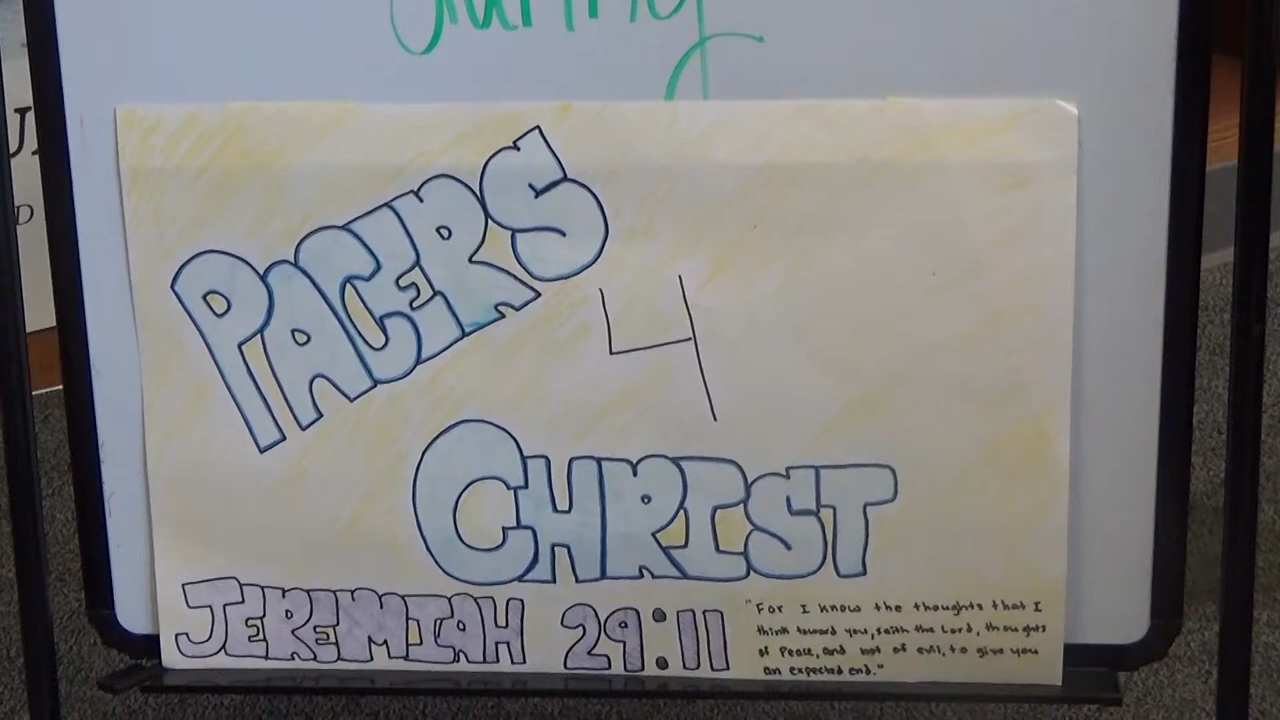 PACERS
4
CHRIST
JEREMIAH 29:11
"For I know the thoughts that I
think toward you, saith the Lord, thoughts
of Peace, and not of evil, to give you
an expected end."